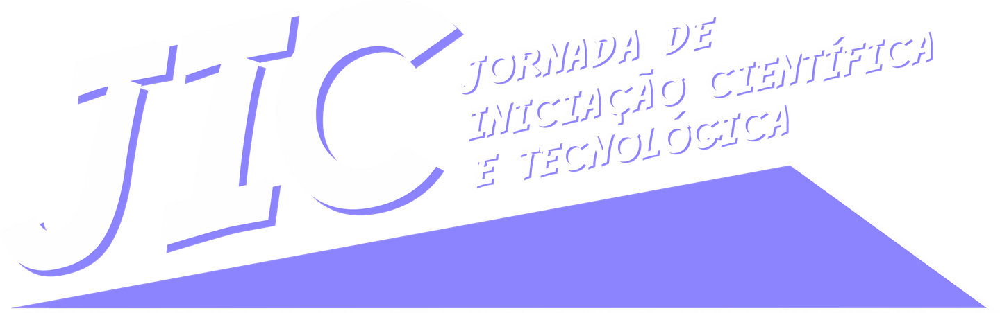 JIC
JORNADA DE
INICIAÇÃO CIENTÍFICA
E TECNOLÓGICA